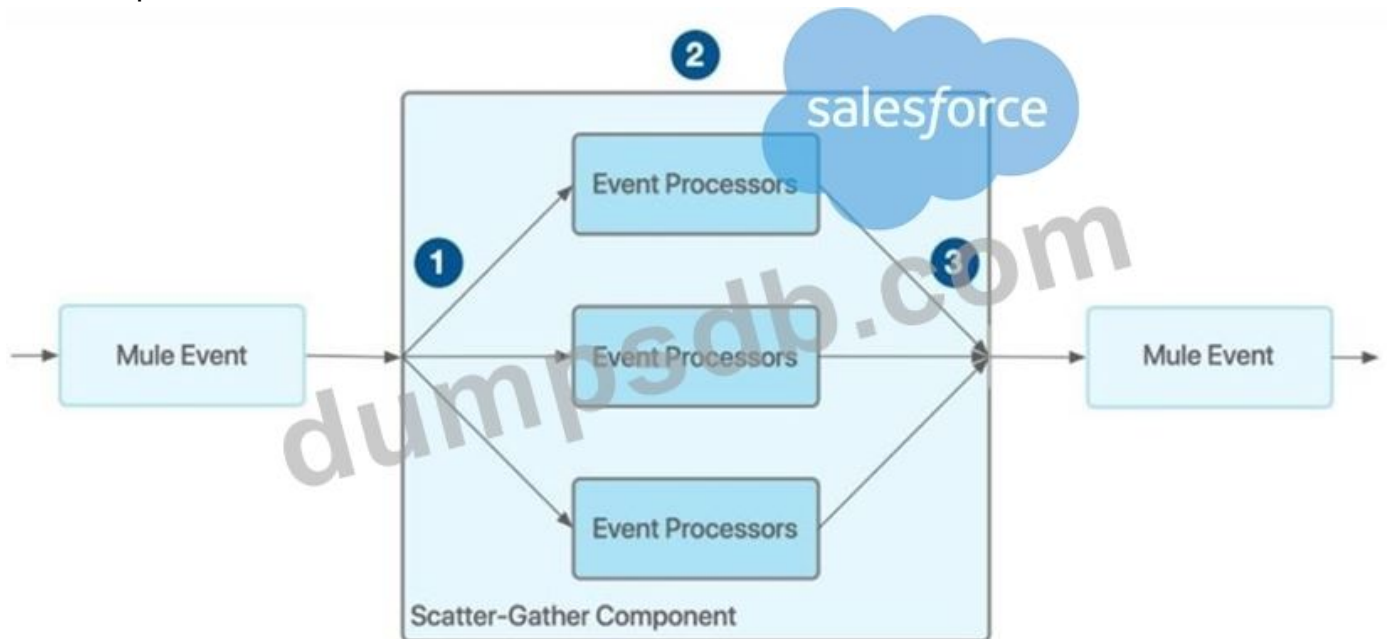 2
salesforce
Event Processors
1
3
Mule Event
Event Processors
Mule Event
dumpsdb.com
Event Processors
Scatter-Gather Component